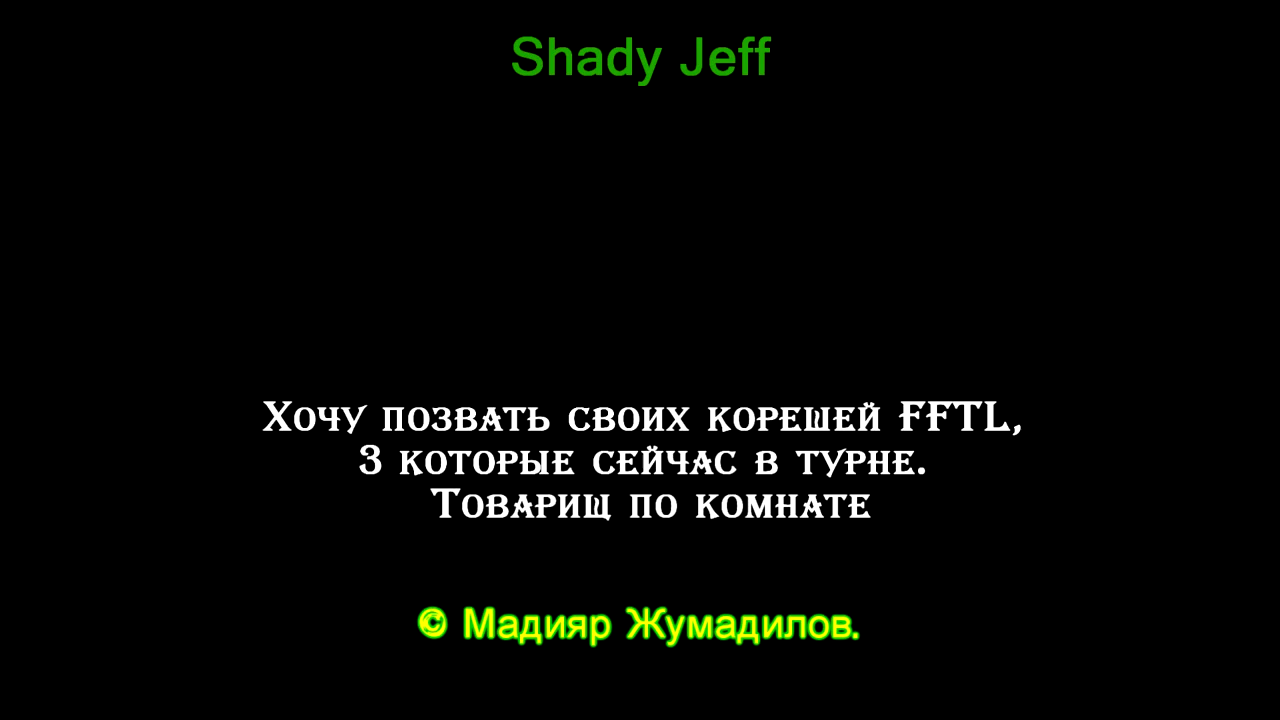 Shady Jeff
Хочу позвать своих корешей FFTL,
3 которые сейчас в турне.
Товарищ по комнате
© Мадияр Жумадилов.